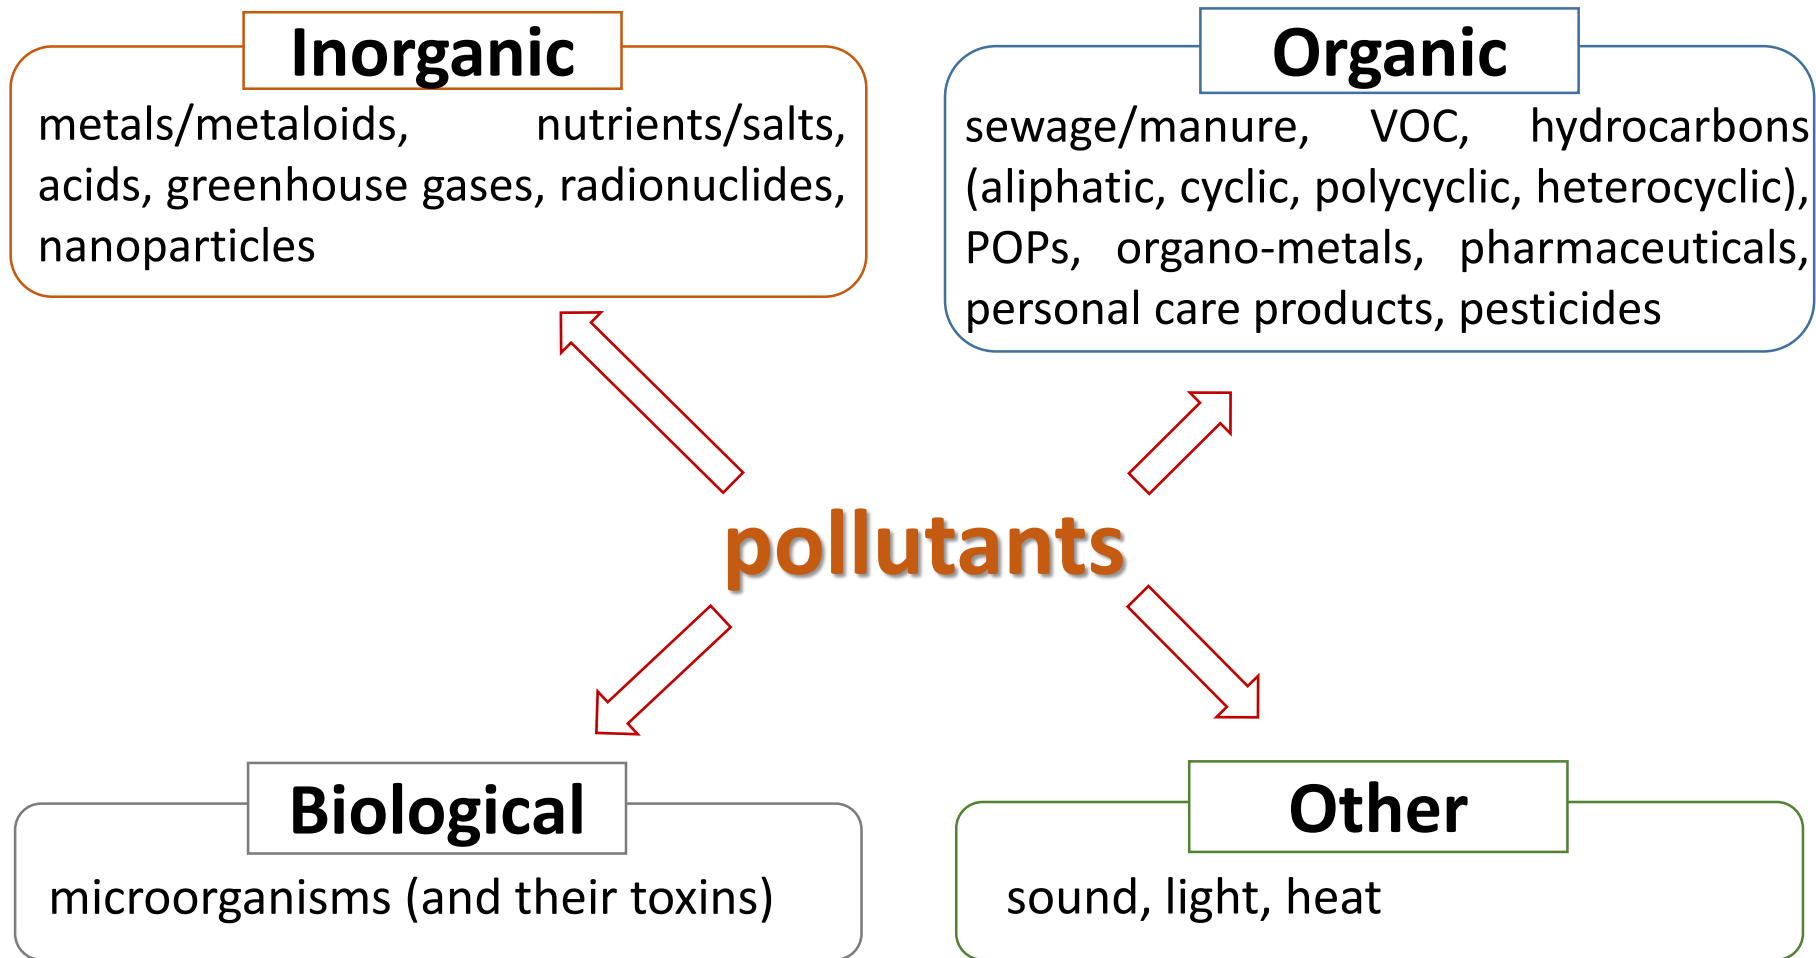 Inorganic
metals/metaloids, nutrients/salts,
acids, greenhouse gases, radionuclides,
nanoparticles
Organic
sewage/manure, VOC, hydrocarbons
(aliphatic, cyclic, polycyclic, heterocyclic),
POPs, organo-metals, pharmaceuticals,
personal care products, pesticides
pollutants
Biological
microorganisms (and their toxins)
Other
sound, light, heat